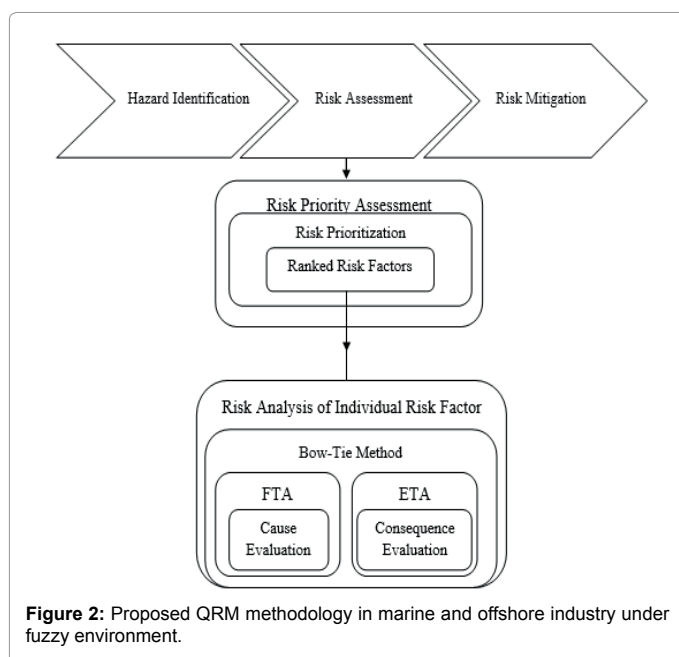 Hazard Identification
Risk Assessment
Risk Mitigation
Risk Priority Assessment
Risk Prioritization
Ranked Risk Factors
Risk Analysis of Individual Risk Factor
Bow-Tie Method
FTA
Cause
Evaluation
ETA
Consequence
Evaluation
Figure 2: Proposed QRM methodology in marine and offshore industry under
fuzzy environment.